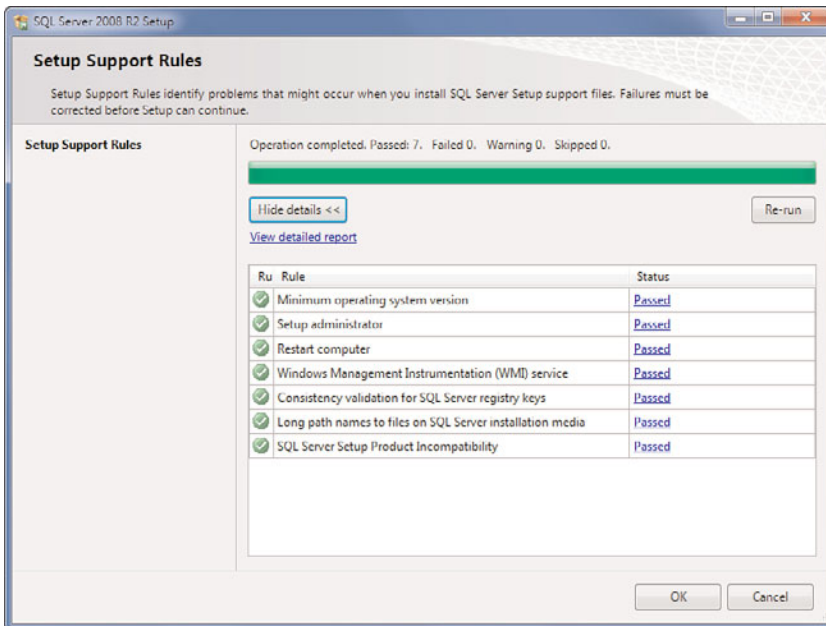 SQL Server 2008 R2 Setup
Setup Support Rules
Setup Support Rules identify problems that might occur when you install SQL Server Setup support files. Failures must be
corrected before Setup can continue.
Setup Support Rules
Operation completed. Passed: 7. Failed 0. Warning 0. Skipped 0.
Hide details <<
Re-run
View detailed report
Ru Rule Status
Minimum operating system version Passed
Setup administrator Passed
Restart computer Passed
Windows Management Instrumentation (WMI) service Passed
Consistency validation for SQL Server registry keys Passed
Long path names to files on SQL Server installation media Passed
SQL Server Setup Product Incompatibility Passed
OK Cancel